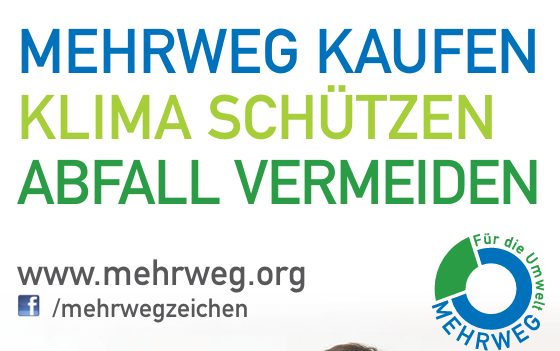 MEHRWEG KAUFEN
KLIMA SCHÜTZEN
ABFALL VERMEIDEN
www.mehrweg.org
f /mehrwegzeichen
Für die Umwelt
MEHRWEG